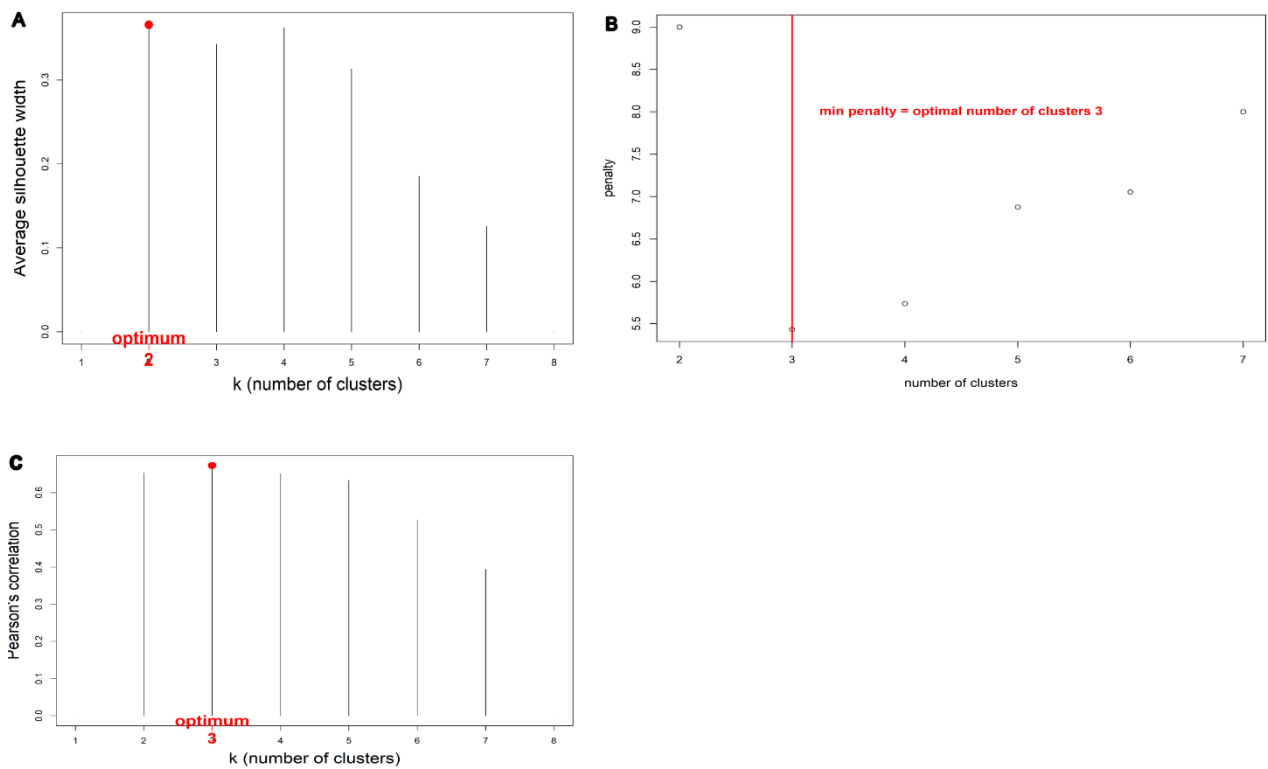 A
Average silhouette width
0.3
0.2
0.1
0.0
optimum
2
1 2 3 4 5 6 7 8
k (number of clusters)
B
penalty
9.0
8.5
8.0
7.5
7.0
6.5
6.0
5.5
min penalty = optimal number of clusters 3
2 3 4 5 6 7
number of clusters
C
Pearson's correlation
0.6
0.5
0.4
0.3
0.2
0.1
0.0
optimum
3
1 2 3 4 5 6 7 8
k (number of clusters)